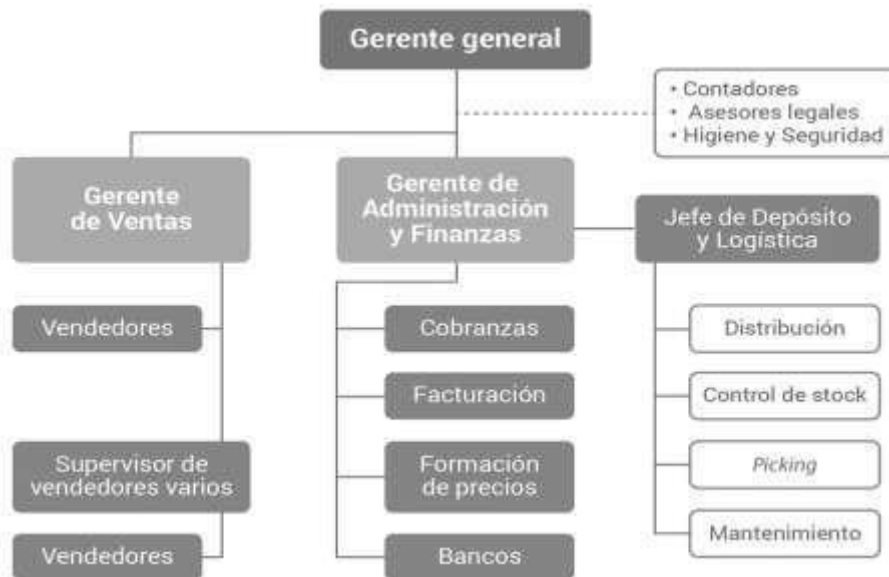 Gerente general
• Contadores
• Asesores legales
• Higiene y Seguridad
Gerente
de Ventas
Gerente de
Administración
y Finanzas
Jefe de Depósito
y Logística
Vendedores
Supervisor de
vendedores varios
Vendedores
Cobranzas
Facturación
Formación
de precios
Bancos
Distribución
Control de stock
Picking
Mantenimiento